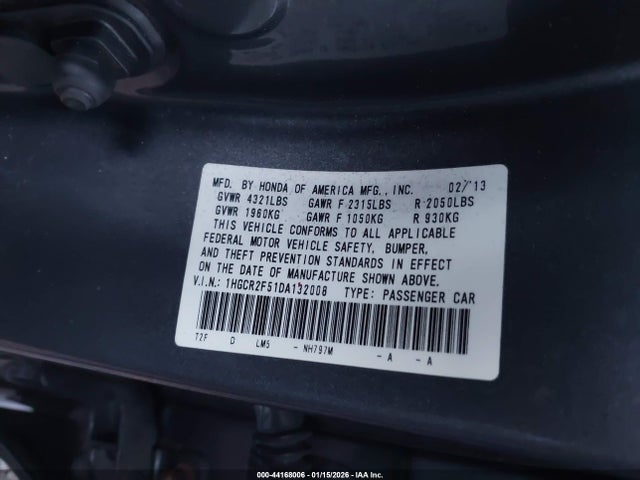 MFD. BY HONDA OF AMERICA MFG., INC. 02/'13
GVWR 4321LBS GAWR F 2315LBS R 2050LBS
GVWR 1960KG GAWR F 1050KG R 930KG
THIS VEHICLE CONFORMS TO ALL APPLICABLE
FEDERAL MOTOR VEHICLE SAFETY, BUMPER,
AND THEFT PREVENTION STANDARDS IN EFFECT
ON THE DATE OF MANUFACTURE SHOWN ABOVE.
V.I.N.: 1HGCR2F51DA132008 TYPE: PASSENGER CAR
T2F D LM5 - NH797M - A - A
000-44168006 - 01/15/2026 - IAA Inc.